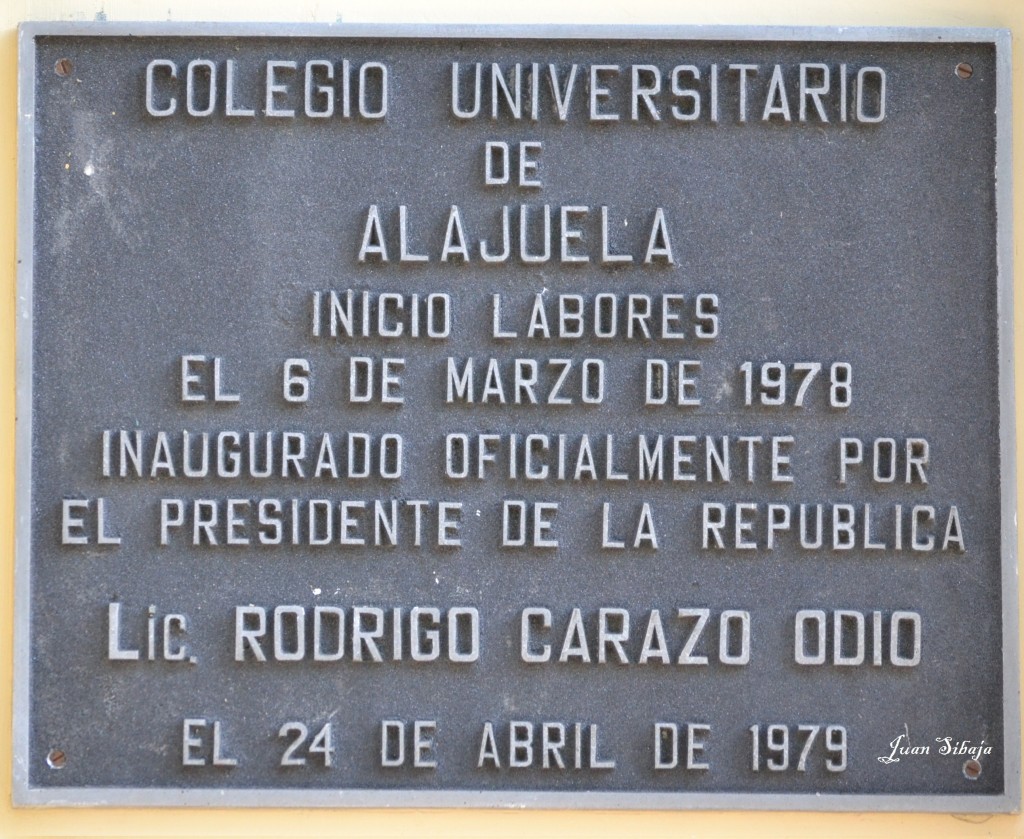 COLEGIO UNIVERSITARIO
DE
ALAJUELA
INICIO LABORES
EL 6 DE MARZO DE 1978
INAUGURADO OFICIALMENTE POR
EL PRESIDENTE DE LA REPUBLICA
Lic. RODRIGO CARAZO ODIO
EL 24 DE ABRIL DE 1979
Juan Sibaja